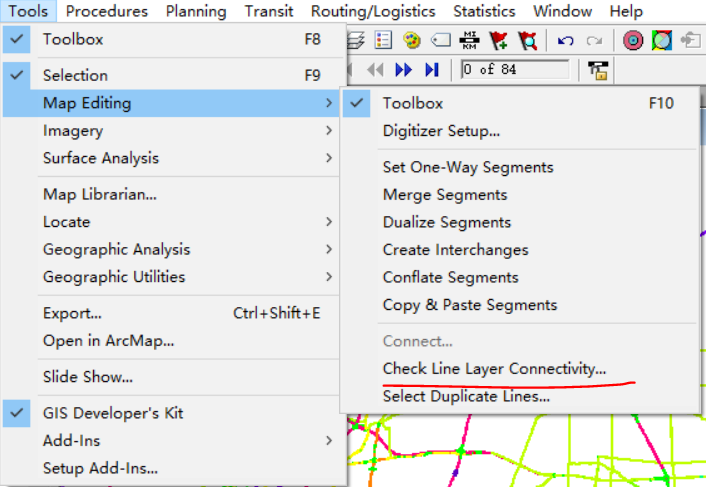 Tools Procedures Planning Transit Routing/Logistics Statistics Window Help
Toolbox F8
MI
KM
Selection F9
0 of 84
Map Editing
Toolbox F10
Imagery
Digitizer Setup...
Surface Analysis
Set One-Way Segments
Map Librarian...
Merge Segments
Locate
Dualize Segments
Geographic Analysis
Create Interchanges
Geographic Utilities
Conflate Segments
Export... Ctrl+Shift+E
Copy & Paste Segments
Open in ArcMap...
Connect...
Slide Show...
Check Line Layer Connectivity...
GIS Developer's Kit
Select Duplicate Lines...
Add-Ins
Setup Add-Ins...